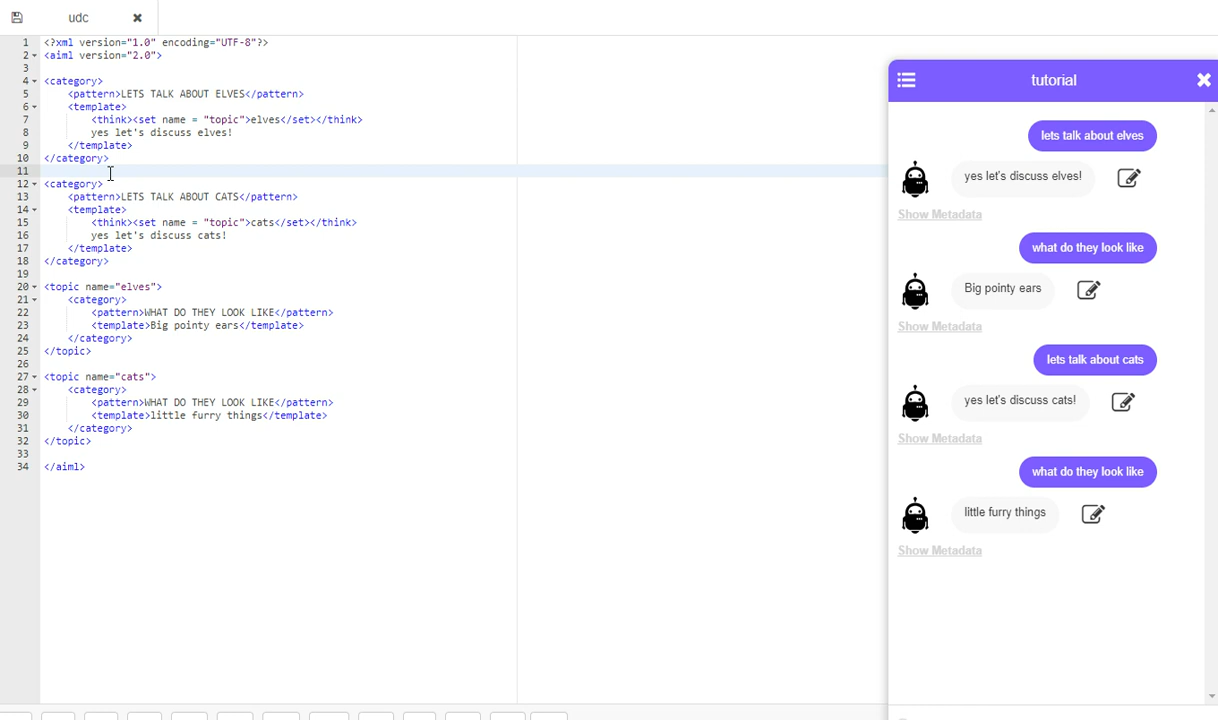 udc
1 <?xml version="1.0" encoding="UTF-8"?>
2 <aiml version="2.0">
3
4 <category>
5 <pattern>LETS TALK ABOUT ELVES</pattern>
6 <template>
7 <think><set name = "topic">elves</set></think>
8 yes let's discuss elves!
9 </template>
10 </category>
11
12 <category>
13 <pattern>LETS TALK ABOUT CATS</pattern>
14 <template>
15 <think><set name = "topic">cats</set></think>
16 yes let's discuss cats!
17 </template>
18 </category>
19
20 <topic name="elves">
21 <category>
22 <pattern>WHAT DO THEY LOOK LIKE</pattern>
23 <template>Big pointy ears</template>
24 </category>
25 </topic>
26
27 <topic name="cats">
28 <category>
29 <pattern>WHAT DO THEY LOOK LIKE</pattern>
30 <template>little furry things</template>
31 </category>
32 </topic>
33
34 </aiml>
tutorial
lets talk about elves
yes let's discuss elves!
Show Metadata
what do they look like
Big pointy ears
Show Metadata
lets talk about cats
yes let's discuss cats!
Show Metadata
what do they look like
little furry things
Show Metadata